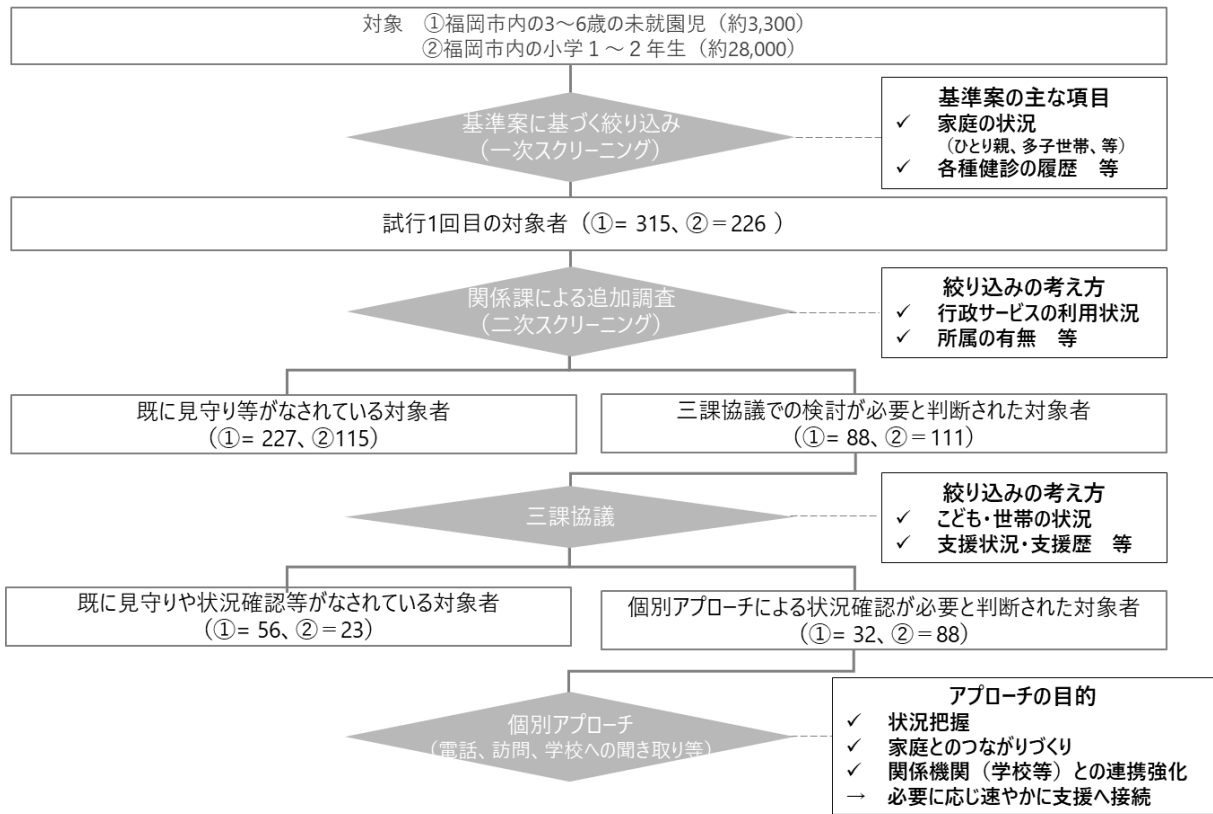 対象　①福岡市内の3～6歳の未就園児（約3,300）
②福岡市内の小学１～２年生（約28,000）
基準案に基づく絞り込み
（一次スクリーニング）
基準案の主な項目
✓ 家庭の状況
（ひとり親、多子世帯、等）
✓ 各種健診の履歴　等
試行1回目の対象者（①= 315、②＝226 ）
関係課による追加調査
（二次スクリーニング）
絞り込みの考え方
✓ 行政サービスの利用状況
✓ 所属の有無　等
既に見守り等がなされている対象者
（①= 227、②115）
三課協議での検討が必要と判断された対象者
（①= 88、②＝111）
三課協議
絞り込みの考え方
✓ こども・世帯の状況
✓ 支援状況・支援歴　等
既に見守りや状況確認等がなされている対象者
（①= 56、②＝23）
個別アプローチによる状況確認が必要と判断された対象者
（①= 32、②＝88）
個別アプローチ
（電話、訪問、学校への聞き取り等）
アプローチの目的
✓ 状況把握
✓ 家庭とのつながりづくり
✓ 関係機関（学校等）との連携強化
→ 必要に応じ速やかに支援へ接続